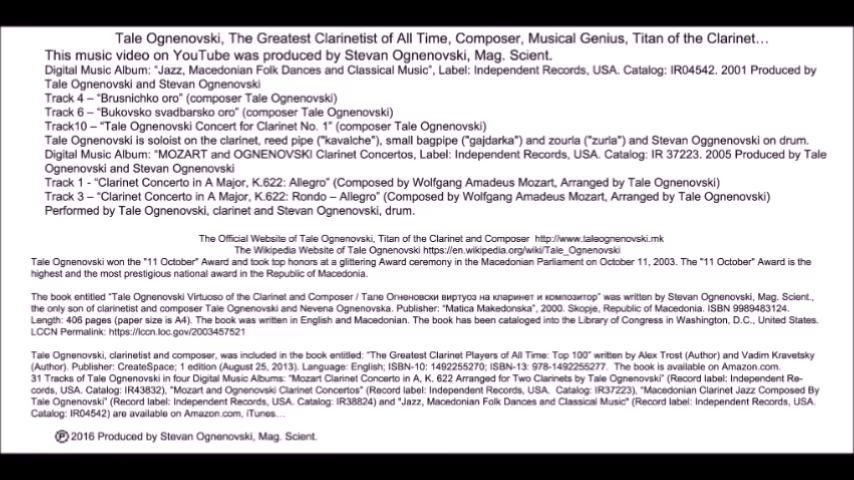 Tale Ognenovski, The Greatest Clarinetist of All Time, Composer, Musical Genius, Titan of the Clarinet…
This music video on YouTube was produced by Stevan Ognenovski, Mag. Scient.
Digital Music Album: “Jazz, Macedonian Folk Dances and Classical Music”, Label: Independent Records, USA. Catalog: IR04542. 2001 Produced by
Tale Ognenovski and Stevan Ognenovski
Track 4 – “Brusnichko oro” (composer Tale Ognenovski)
Track 6 – “Bukovsko svadbarsko oro” (composer Tale Ognenovski)
Track10 – “Tale Ognenovski Concert for Clarinet No. 1” (composer Tale Ognenovski)
Tale Ognenovski is soloist on the clarinet, reed pipe ("kavalche"), small bagpipe ("gajdarka") and zourla ("zurla") and Stevan Oggnenovski on drum.
Digital Music Album: “MOZART and OGNENOVSKI Clarinet Concertos, Label: Independent Records, USA. Catalog: IR 37223. 2005 Produced by Tale
Ognenovski and Stevan Ognenovski
Track 1 - “Clarinet Concerto in A Major, K.622: Allegro” (Composed by Wolfgang Amadeus Mozart, Arranged by Tale Ognenovski)
Track 3 – “Clarinet Concerto in A Major, K.622: Rondo – Allegro” (Composed by Wolfgang Amadeus Mozart, Arranged by Tale Ognenovski)
Performed by Tale Ognenovski, clarinet and Stevan Ognenovski, drum.
The Official Website of Tale Ognenovski, Titan of the Clarinet and Composer http://www.taleognenovski.mk
The Wikipedia Website of Tale Ognenovski https://en.wikipedia.org/wiki/Tale_Ognenovski
Tale Ognenovski won the "11 October" Award and took top honors at a glittering Award ceremony in the Macedonian Parliament on October 11, 2003. The "11 October" Award is the
highest and the most prestigious national award in the Republic of Macedonia.
The book entitled “Tale Ognenovski Virtuoso of the Clarinet and Composer / Тале Огненовски виртуоз на кларинет и композитор” was written by Stevan Ognenovski, Mag. Scient.,
the only son of clarinetist and composer Tale Ognenovski and Nevena Ognenovska. Publisher: “Matica Makedonska”, 2000. Skopje, Republic of Macedonia. ISBN 9989483124.
Length: 406 pages (paper size is A4). The book was written in English and Macedonian. The book has been cataloged into the Library of Congress in Washington, D.C., United States.
LCCN Permalink: https://lccn.loc.gov/2003457521
Tale Ognenovski, clarinetist and composer, was included in the book entitled: “The Greatest Clarinet Players of All Time: Top 100” written by Alex Trost (Author) and Vadim Kravetsky
(Author). Publisher: CreateSpace; 1 edition (August 25, 2013). Language: English; ISBN-10: 1492255270; ISBN-13: 978-1492255277. The book is available on Amazon.com.
31 Tracks of Tale Ognenovski in four Digital Music Albums: “Mozart Clarinet Concerto in A, K. 622 Arranged for Two Clarinets by Tale Ognenovski" (Record label: Independent Re-
cords, USA. Catalog: IR43832), "Mozart and Ognenovski Clarinet Concertos" (Record label: Independent Records, USA. Catalog: IR37223), "Macedonian Clarinet Jazz Composed By
Tale Ognenovski" (Record label: Independent Records, USA. Catalog: IR38824) and "Jazz, Macedonian Folk Dances and Classical Music" (Record label: Independent Records, USA.
Catalog: IR04542) are available on Amazon.com, iTunes…
℗ 2016 Produced by Stevan Ognenovski, Mag. Scient.